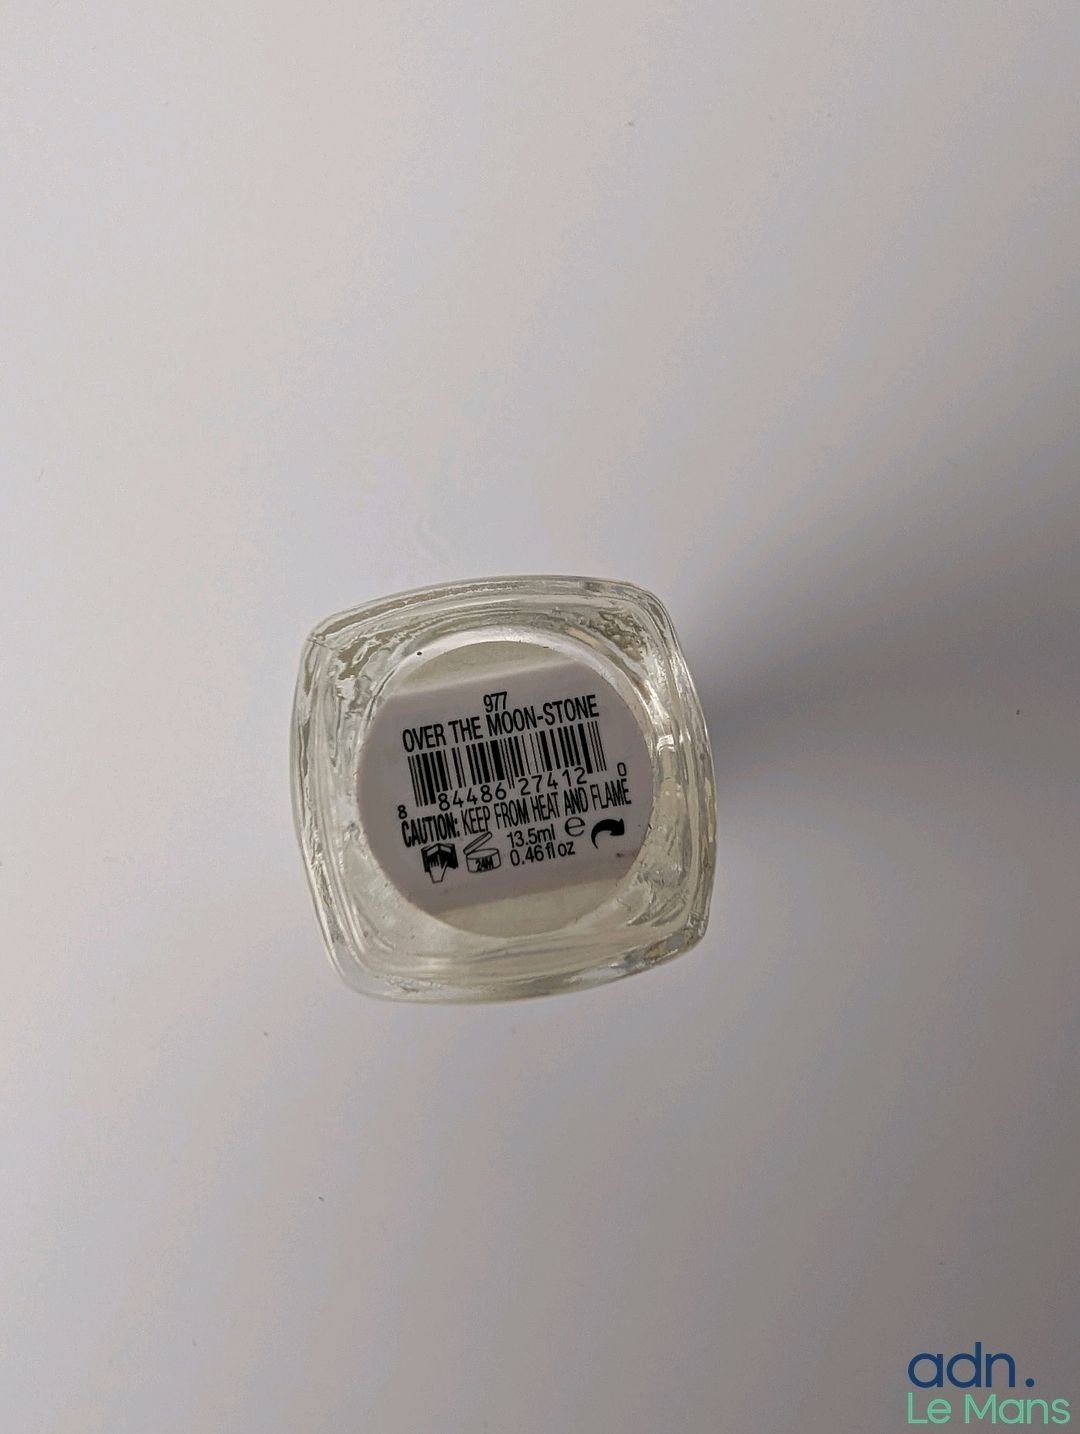 977
OVER THE MOON-STONE
8 84486 27412 0
CAUTION: KEEP FROM HEAT AND FLAME
24M 13.5ml e
0.46 fl oz
adn.
Le Mans